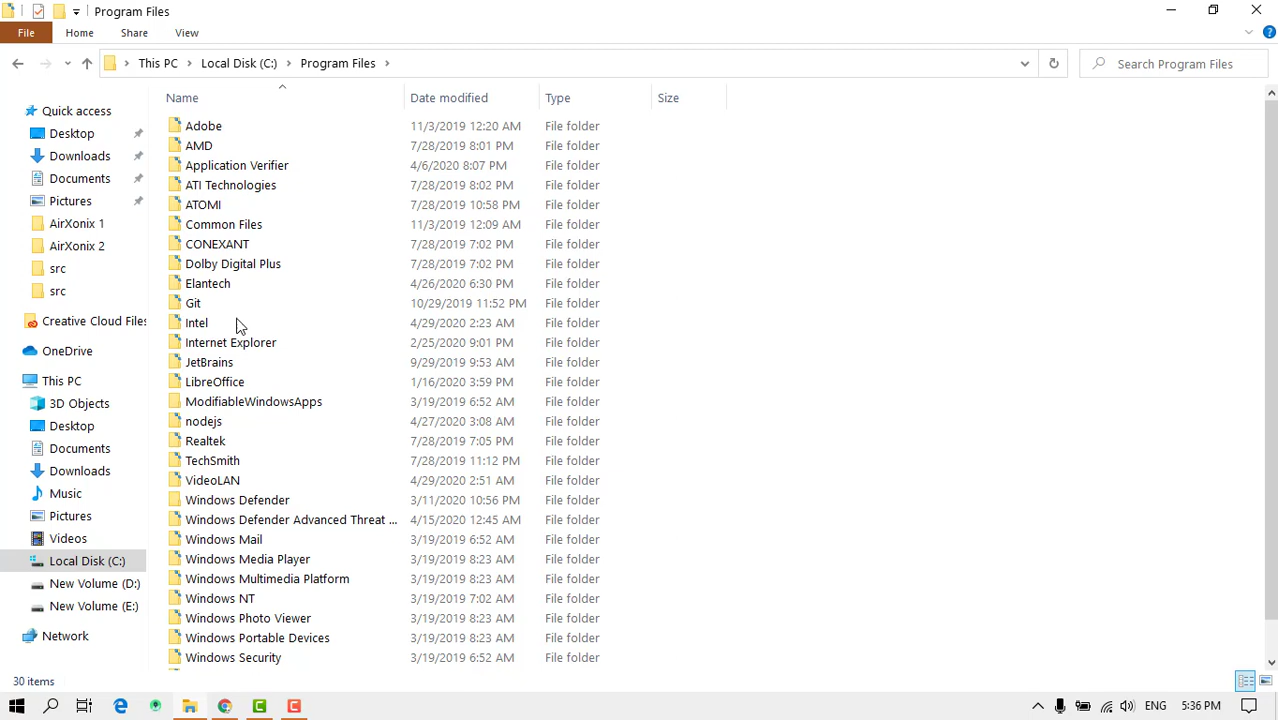 Program Files
File Home Share View
This PC Local Disk (C:) Program Files Search Program Files
Name Date modified Type Size
Quick access
Desktop
Downloads
Documents
Pictures
AirXonix 1
AirXonix 2
src
src
Creative Cloud Files
OneDrive
This PC
3D Objects
Desktop
Documents
Downloads
Music
Pictures
Videos
Local Disk (C:)
New Volume (D:)
New Volume (E:)
Network
Adobe 11/3/2019 12:20 AM File folder
AMD 7/28/2019 8:01 PM File folder
Application Verifier 4/6/2020 8:07 PM File folder
ATI Technologies 7/28/2019 8:02 PM File folder
ATOMI 7/28/2019 10:58 PM File folder
Common Files 11/3/2019 12:09 AM File folder
CONEXANT 7/28/2019 7:02 PM File folder
Dolby Digital Plus 7/28/2019 7:02 PM File folder
Elantech 4/26/2020 6:30 PM File folder
Git 10/29/2019 11:52 PM File folder
Intel 4/29/2020 2:23 AM File folder
Internet Explorer 2/25/2020 9:01 PM File folder
JetBrains 9/29/2019 9:53 AM File folder
LibreOffice 1/16/2020 3:59 PM File folder
ModifiableWindowsApps 3/19/2019 6:52 AM File folder
nodejs 4/27/2020 3:08 AM File folder
Realtek 7/28/2019 7:05 PM File folder
TechSmith 7/28/2019 11:12 PM File folder
VideoLAN 4/29/2020 2:51 AM File folder
Windows Defender 3/11/2020 10:56 PM File folder
Windows Defender Advanced Threat ... 4/15/2020 12:45 AM File folder
Windows Mail 3/19/2019 6:52 AM File folder
Windows Media Player 3/19/2019 8:23 AM File folder
Windows Multimedia Platform 3/19/2019 8:23 AM File folder
Windows NT 3/19/2019 7:02 AM File folder
Windows Photo Viewer 3/19/2019 8:23 AM File folder
Windows Portable Devices 3/19/2019 8:23 AM File folder
Windows Security 3/19/2019 6:52 AM File folder
30 items
ENG 5:36 PM